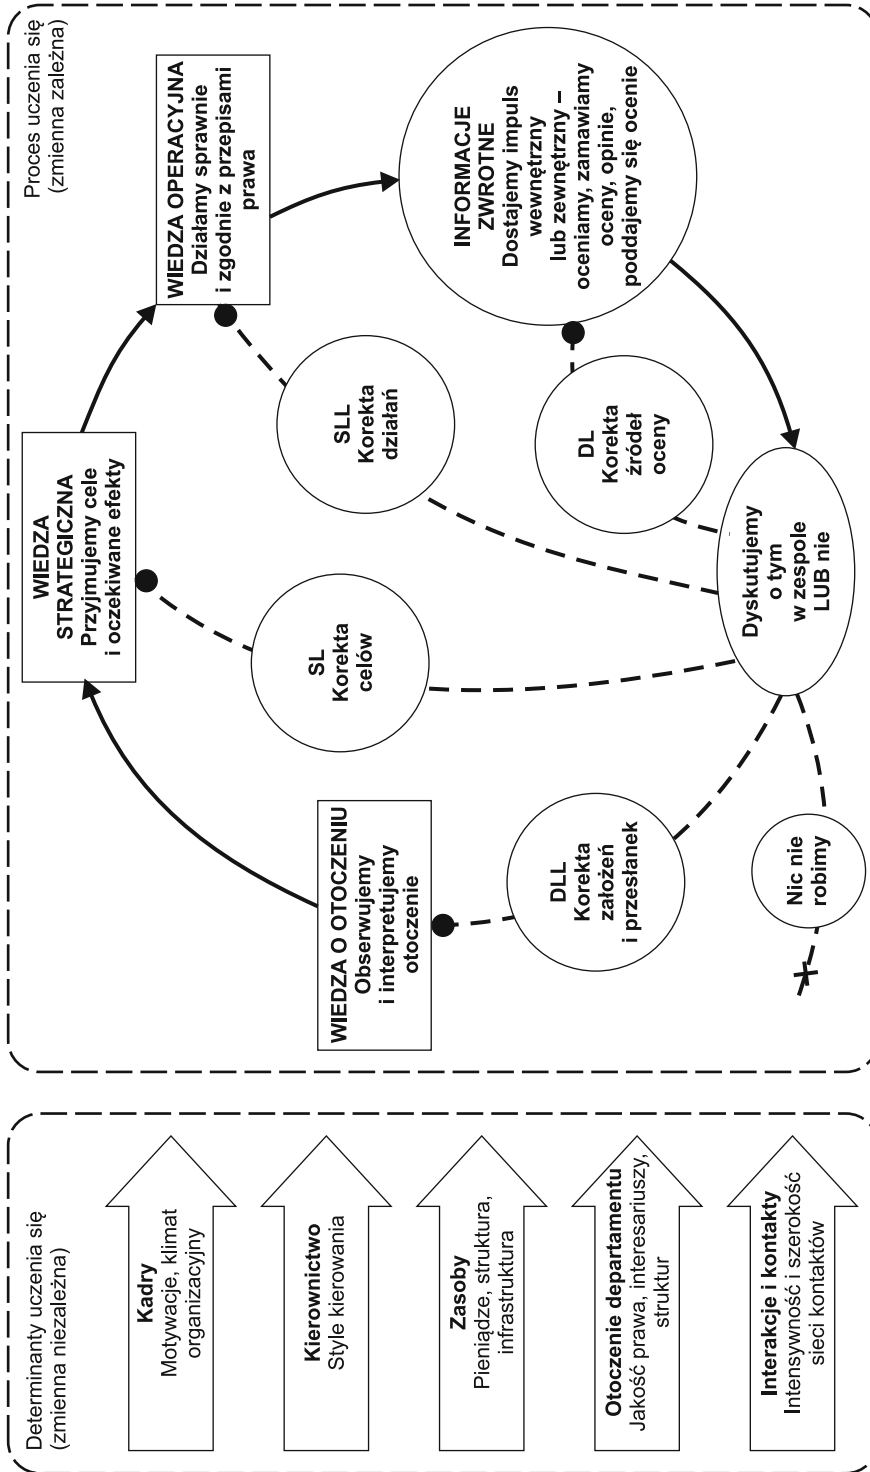 Determinanty uczenia się
(zmienna niezależna)
Kadry
Motywacje, klimat
organizacyjny
Kierownictwo
Style kierowania
Zasoby
Pieniądze, struktura,
infrastruktura
Otoczenie departamentu
Jakość prawa, interesariuszy,
struktur
Interakcje i kontakty
Intensywność i szerokość
sieci kontaktów
Proces uczenia się
(zmienna zależna)
WIEDZA
STRATEGICZNA
Przyjmujemy cele
i oczekiwane efekty
WIEDZA OPERACYJNA
Działamy sprawnie
i zgodnie z przepisami
prawa
WIEDZA O OTOCZENIU
Obserwujemy
i interpretujemy
otoczenie
SL
Korekta
celów
SLL
Korekta
działań
INFORMACJE
ZWROTNE
Dostajemy impuls
wewnętrzny
lub zewnętrzny –
oceniamy, zamawiamy
oceny, opinie,
poddajemy się ocenie
DLL
Korekta
założeń
i przesłanek
DL
Korekta
źródeł
oceny
Nic nie
robimy
Dyskutujemy
o tym
w zespole
LUB nie